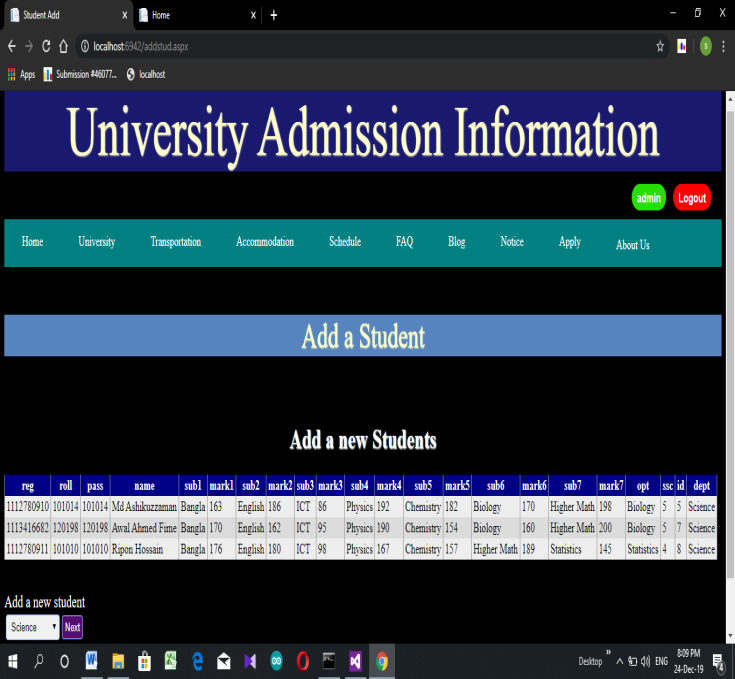 Student Add x Home x +
localhost:6942/addstud.aspx S
Apps Submission #46077... localhost
University Admission Information
admin Logout
Home University Transportation Accommodation Schedule FAQ Blog Notice Apply About Us
Add a Student
Add a new Students
reg roll pass name sub1 mark1 sub2 mark2 sub3 mark3 sub4 mark4 sub5 mark5 sub6 mark6 sub7 mark7 opt ssc id dept
1112780910 101014 101014 Md Ashikuzzaman Bangla 163 English 186 ICT 86 Physics 192 Chemistry 182 Biology 170 Higher Math 198 Biology 5 5 Science
1113416682 120198 120198 Awal Ahmed Fime Bangla 170 English 162 ICT 95 Physics 190 Chemistry 154 Biology 160 Higher Math 200 Biology 5 7 Science
1112780911 101010 101010 Ripon Hossain Bangla 176 English 180 ICT 98 Physics 167 Chemistry 157 Higher Math 189 Statistics 145 Statistics 4 8 Science
Add a new student
Science Next
Desktop ENG 8:09 PM
24-Dec-19 4